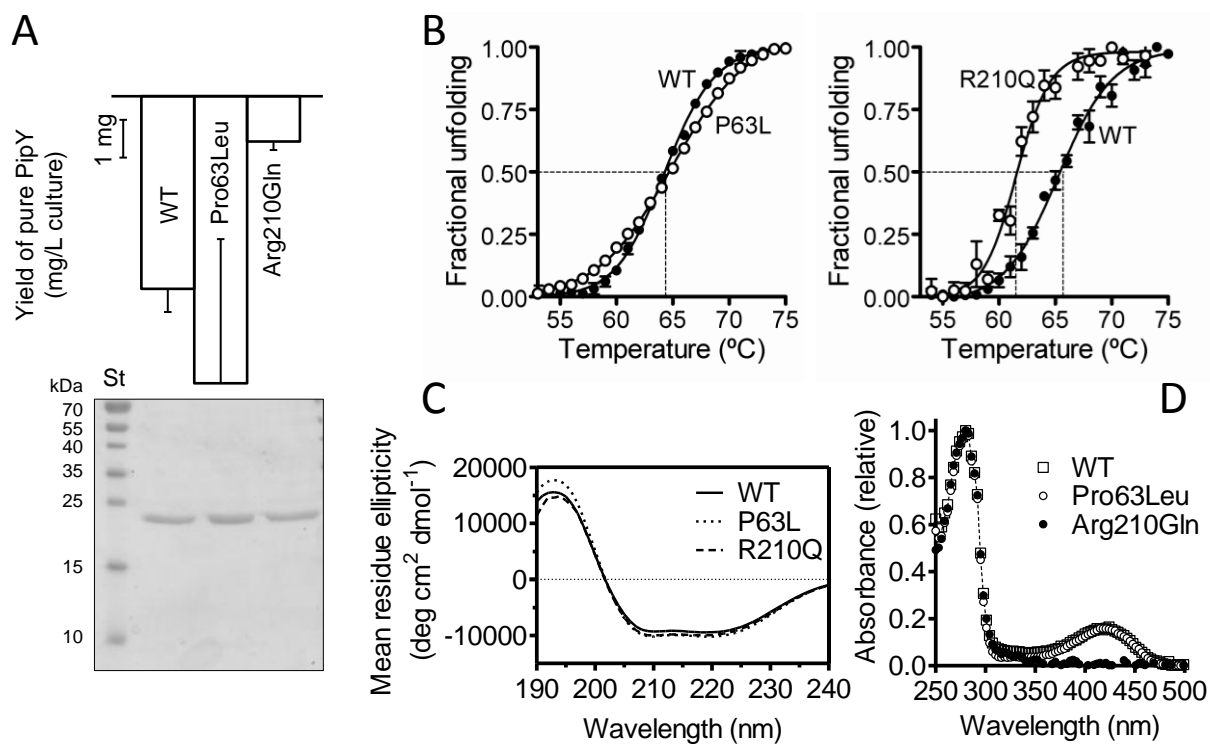 A
1 mg
WT
Pro63Leu
Arg210Gln
Yield of pure PipY
(mg/L culture)
kDa
St
70
55
40
35
25
15
10
B
1.00
0.75
0.50
0.25
0.00
Fractional unfolding
WT
P63L
55 60 65 70 75
Temperature (ºC)
1.00
0.75
0.50
0.25
0.00
Fractional unfolding
R210Q
WT
55 60 65 70 75
Temperature (ºC)
C
Mean residue ellipticity
(deg cm2 dmol-1)
20000
10000
0
-10000
WT
P63L
R210Q
190 200 210 220 230 240
Wavelength (nm)
D
Absorbance (relative)
1.0
0.8
0.6
0.4
0.2
0.0
WT
Pro63Leu
Arg210Gln
250 300 350 400 450 500
Wavelength (nm)